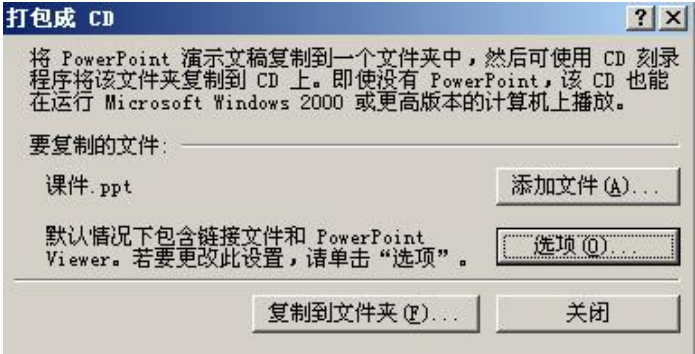 打包成 CD
将 PowerPoint 演示文稿复制到一个文件夹中，然后可使用 CD 刻录
程序将该文件夹复制到 CD 上。即使没有 PowerPoint，该 CD 也能
在运行 Microsoft Windows 2000 或更高版本的计算机上播放。
要复制的文件:
课件.ppt
添加文件(A)...
默认情况下包含链接文件和 PowerPoint
Viewer。若要更改此设置，请单击“选项”。
选项(O)...
复制到文件夹(F)...
关闭